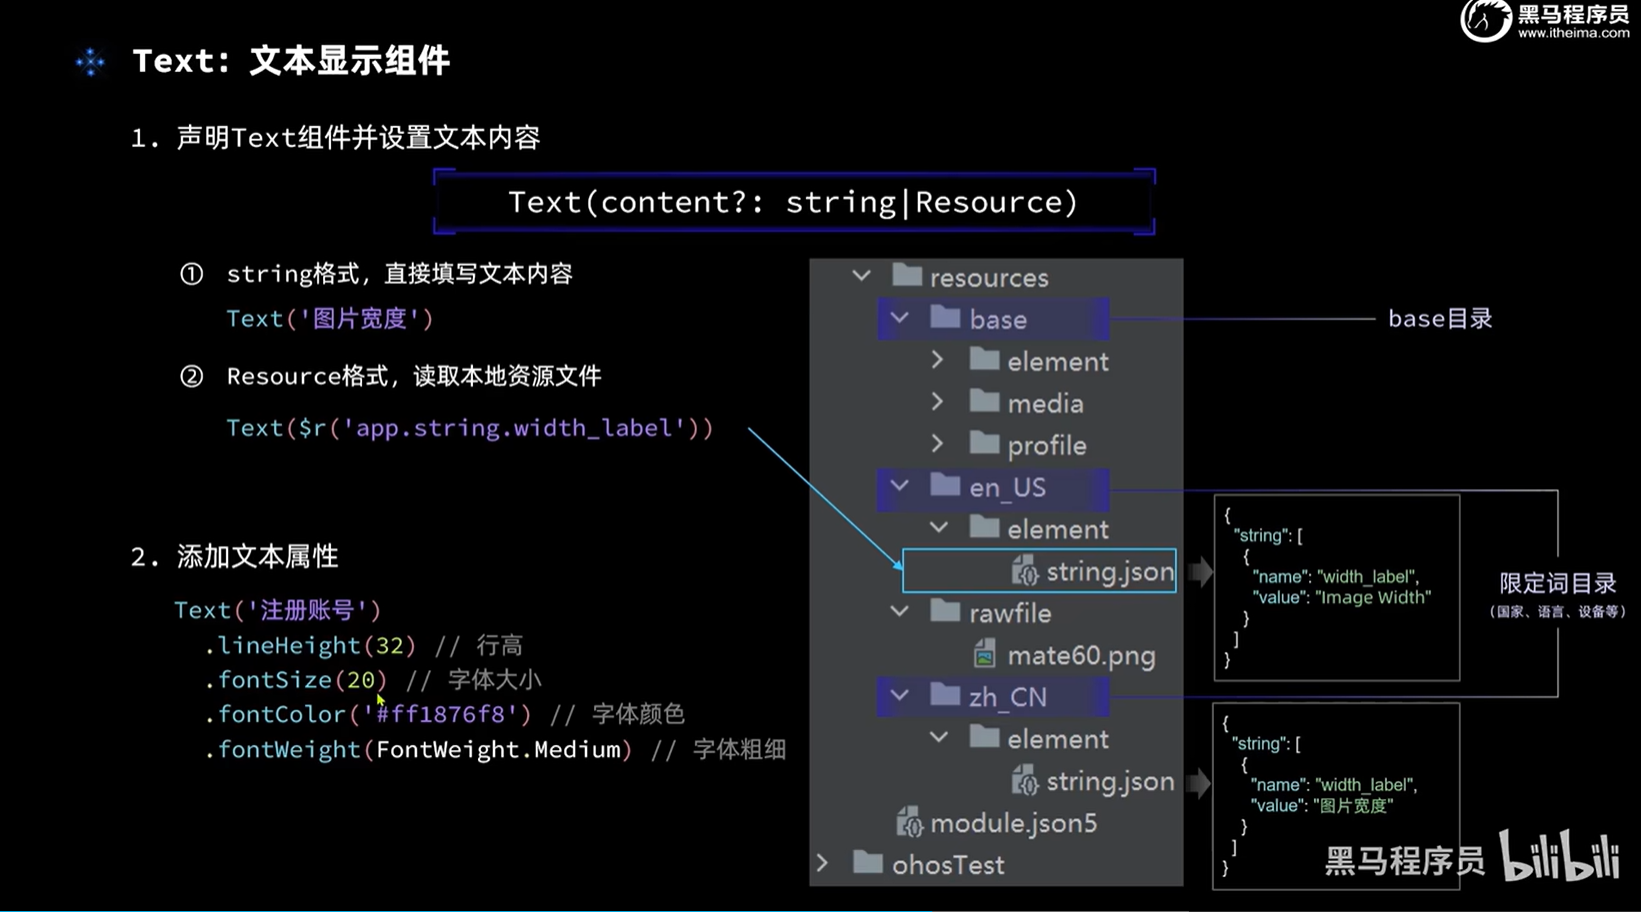 黑马程序员
www.itheima.com
Text: 文本显示组件
1. 声明Text组件并设置文本内容
Text(content?: string|Resource)
① string格式，直接填写文本内容
Text('图片宽度')
② Resource格式，读取本地资源文件
Text($r('app.string.width_label'))
2. 添加文本属性
Text('注册账号')
.lineHeight(32) // 行高
.fontSize(20) // 字体大小
.fontColor('#ff1876f8') // 字体颜色
.fontWeight(FontWeight.Medium) // 字体粗细
resources
base
element
media
profile
en_US
element
string.json
rawfile
mate60.png
zh_CN
element
string.json
module.json5
ohosTest
base目录
{
"string": [
{
"name": "width_label",
"value": "Image Width"
}
]
}
限定词目录
（国家、语言、设备等）
{
"string": [
{
"name": "width_label",
"value": "图片宽度"
}
]
}
黑马程序员 bilibili